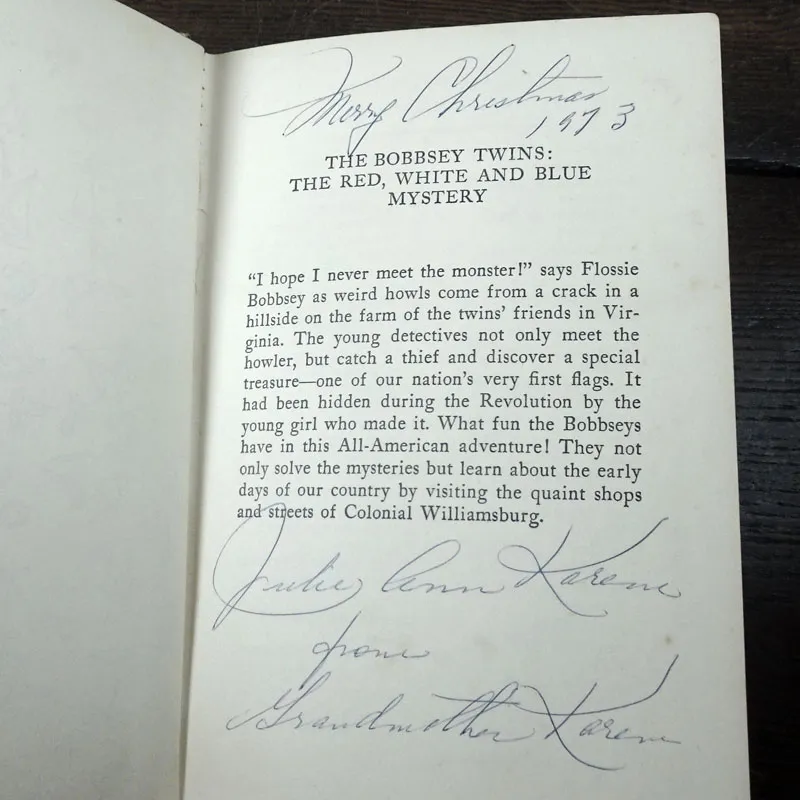 Merry Christmas
1973
THE BOBBSEY TWINS:
THE RED, WHITE AND BLUE
MYSTERY
“I hope I never meet the monster!” says Flossie
Bobbsey as weird howls come from a crack in a
hillside on the farm of the twins’ friends in Vir-
ginia. The young detectives not only meet the
howler, but catch a thief and discover a special
treasure—one of our nation’s very first flags. It
had been hidden during the Revolution by the
young girl who made it. What fun the Bobbseys
have in this All-American adventure! They not
only solve the mysteries but learn about the early
days of our country by visiting the quaint shops
and streets of Colonial Williamsburg.
Julie Ann Karene
from
Grandmother Karene